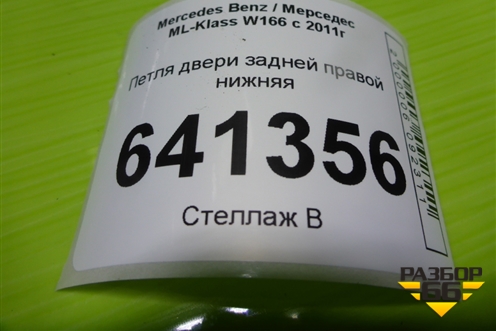 Mercedes Benz / Мерседес
ML-Klass W166 с 2011г
Петля двери задней правой
нижняя
641356
Стеллаж В
РАЗБОР
66